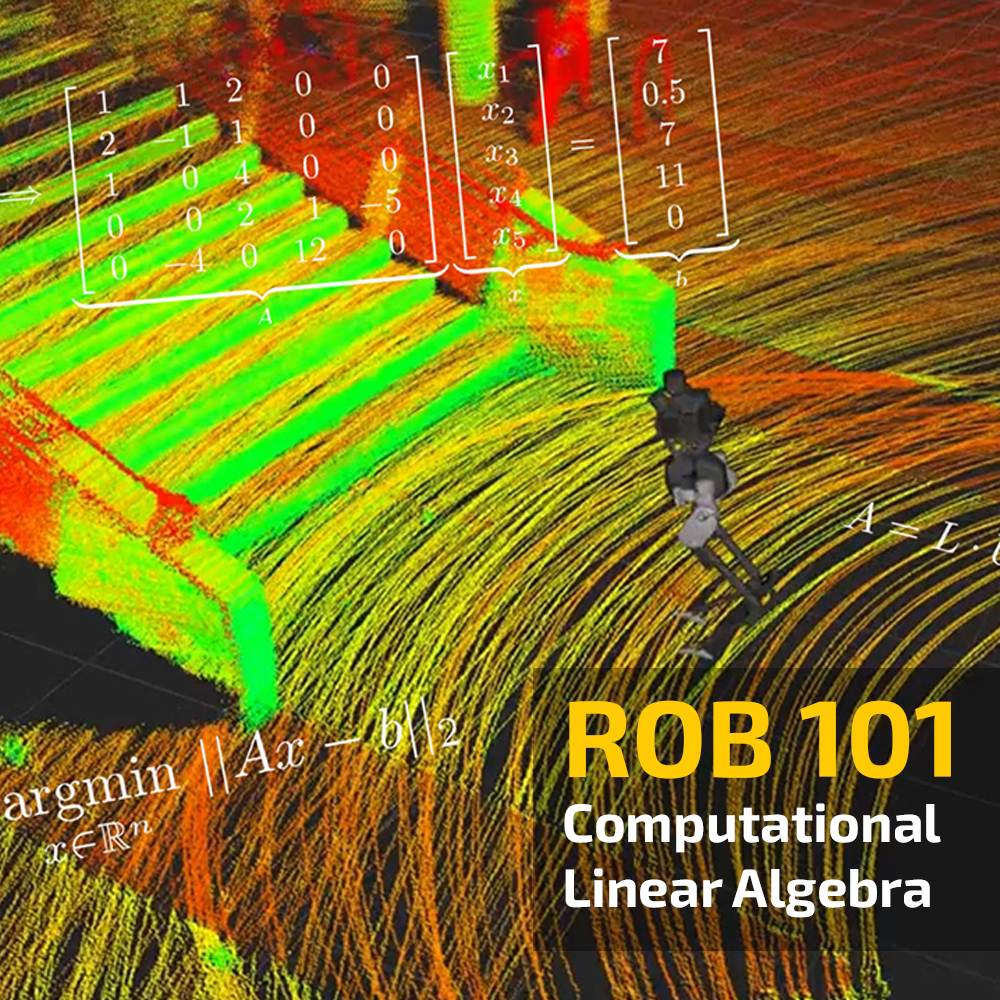 ⟹ [ 1 1 2 0 0 ] [ x₁ ] = [ 7 ]
[ 2 −1 1 0 0 ] [ x₂ ] [ 0.5 ]
[ 1 0 4 0 0 ] [ x₃ ] [ 7 ]
[ 0 0 2 1 −5 ] [ x₄ ] [ 11 ]
[ 0 −4 0 12 0 ] [ x₅ ] [ 0 ]
A x b
A = L ·
argmin ||Ax − b||₂
x∈ℝⁿ
ROB 101
Computational
Linear Algebra